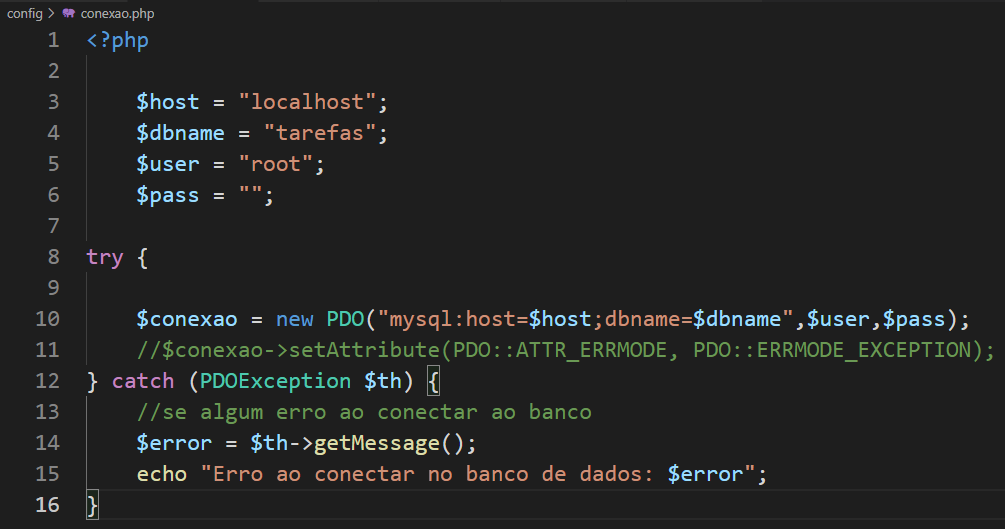 config > conexao.php
1 <?php
2
3 $host = "localhost";
4 $dbname = "tarefas";
5 $user = "root";
6 $pass = "";
7
8 try {
9
10 $conexao = new PDO("mysql:host=$host;dbname=$dbname",$user,$pass);
11 //$conexao->setAttribute(PDO::ATTR_ERRMODE, PDO::ERRMODE_EXCEPTION);
12 } catch (PDOException $th) {
13 //se algum erro ao conectar ao banco
14 $error = $th->getMessage();
15 echo "Erro ao conectar no banco de dados: $error";
16 }